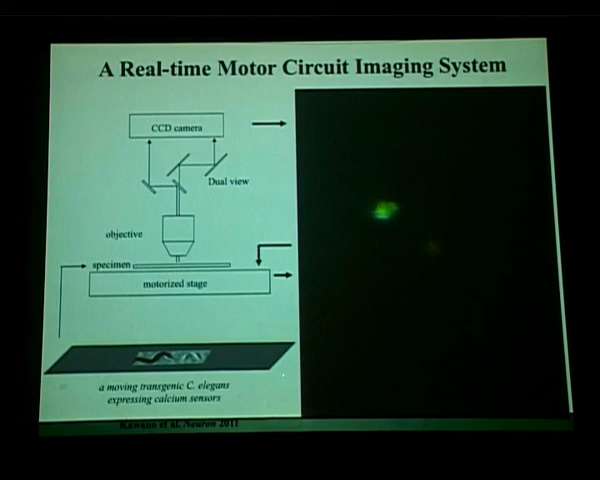 A Real-time Motor Circuit Imaging System
CCD camera
Dual view
objective
specimen
motorized stage
a moving transgenic C. elegans
expressing calcium sensors
Kawano et al. Neuron 2011